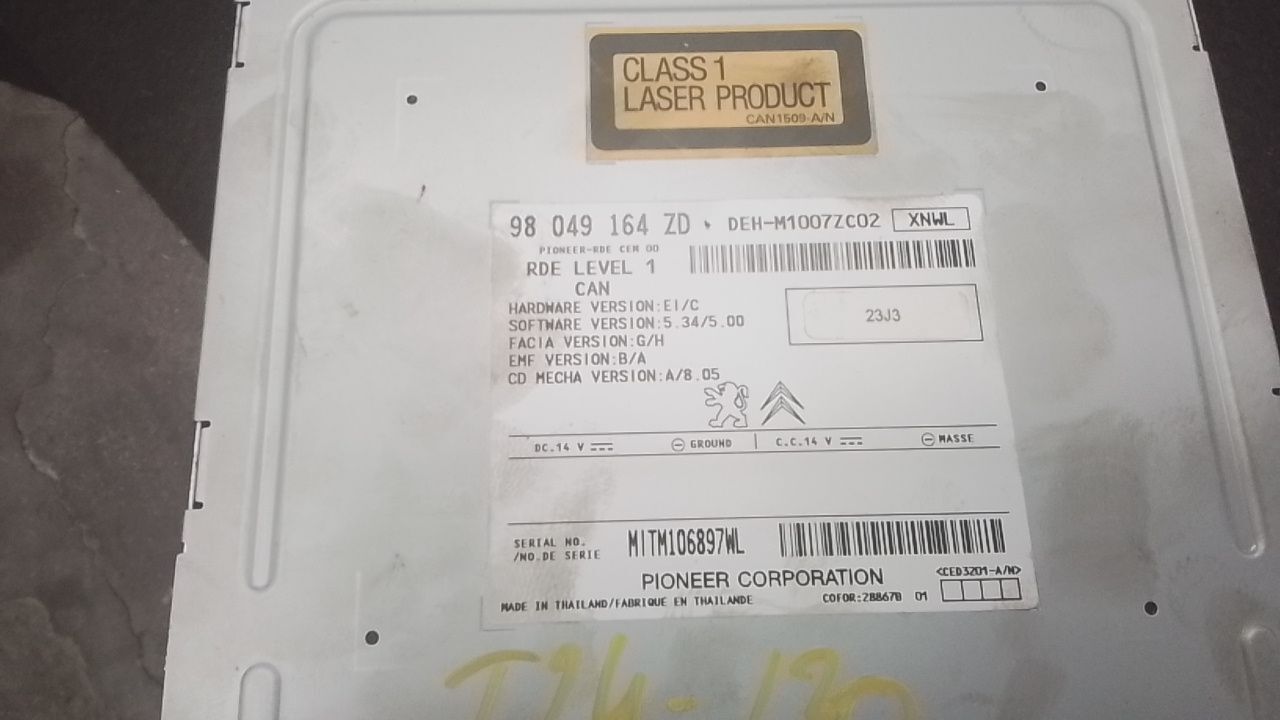 CLASS 1
LASER PRODUCT
CAN1509-A/N
98 049 164 ZD DEH-M1007ZC02 XNWL
PIONEER-RDE CEM 00
RDE LEVEL 1
CAN
HARDWARE VERSION:EI/C
SOFTWARE VERSION:5.34/5.00
23J3
FACIA VERSION:G/H
EMF VERSION:B/A
CD MECHA VERSION:A/8.05
DC.14 V GROUND C.C.14 V MASSE
SERIAL NO.
/NO.DE SERIE
MITM106897WL
PIONEER CORPORATION
<CED3201-A/N>
MADE IN THAILAND/FABRIQUE EN THAILANDE COFOR:28867B 01